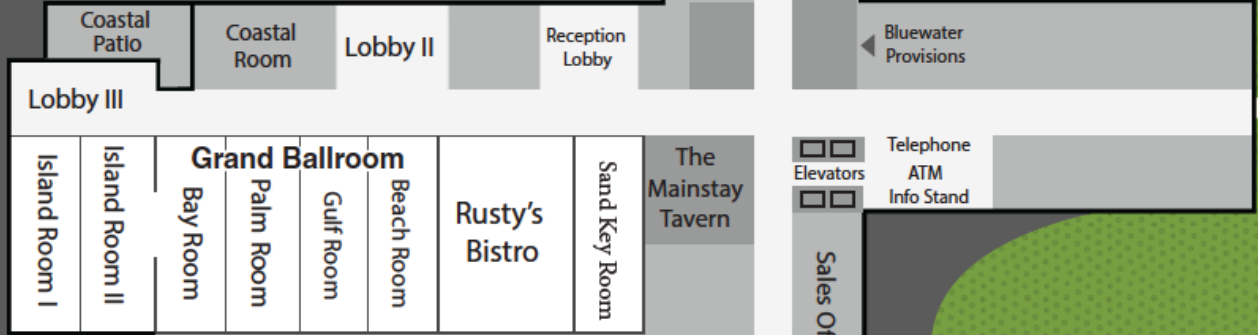 Coastal
Patio
Coastal
Room
Lobby II
Reception
Lobby
Bluewater
Provisions
Lobby III
Island Room I
Island Room II
Grand Ballroom
Bay Room
Palm Room
Gulf Room
Beach Room
Rusty's
Bistro
Sand Key Room
The
Mainstay
Tavern
Elevators
Telephone
ATM
Info Stand
Sales